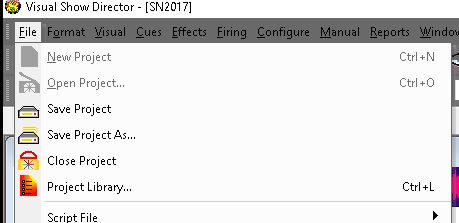 Visual Show Director - [SN2017]
File Format Visual Cues Effects Firing Configure Manual Reports
New Project Ctrl+N
Open Project... Ctrl+O
Save Project
Save Project As...
Close Project
Project Library... Ctrl+L
Script File